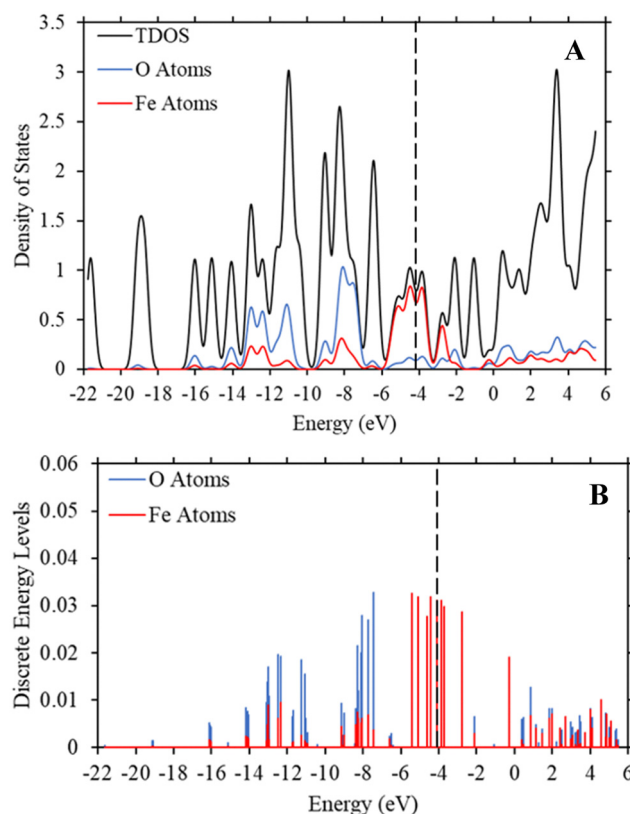 A
TDOS
O Atoms
Fe Atoms
3.5
3
2.5
2
1.5
1
0.5
0
Density of States
-22 -20 -18 -16 -14 -12 -10 -8 -6 -4 -2 0 2 4 6
Energy (eV)
B
O Atoms
Fe Atoms
0.06
0.05
0.04
0.03
0.02
0.01
0
Discrete Energy Levels
-22 -20 -18 -16 -14 -12 -10 -8 -6 -4 -2 0 2 4 6
Energy (eV)